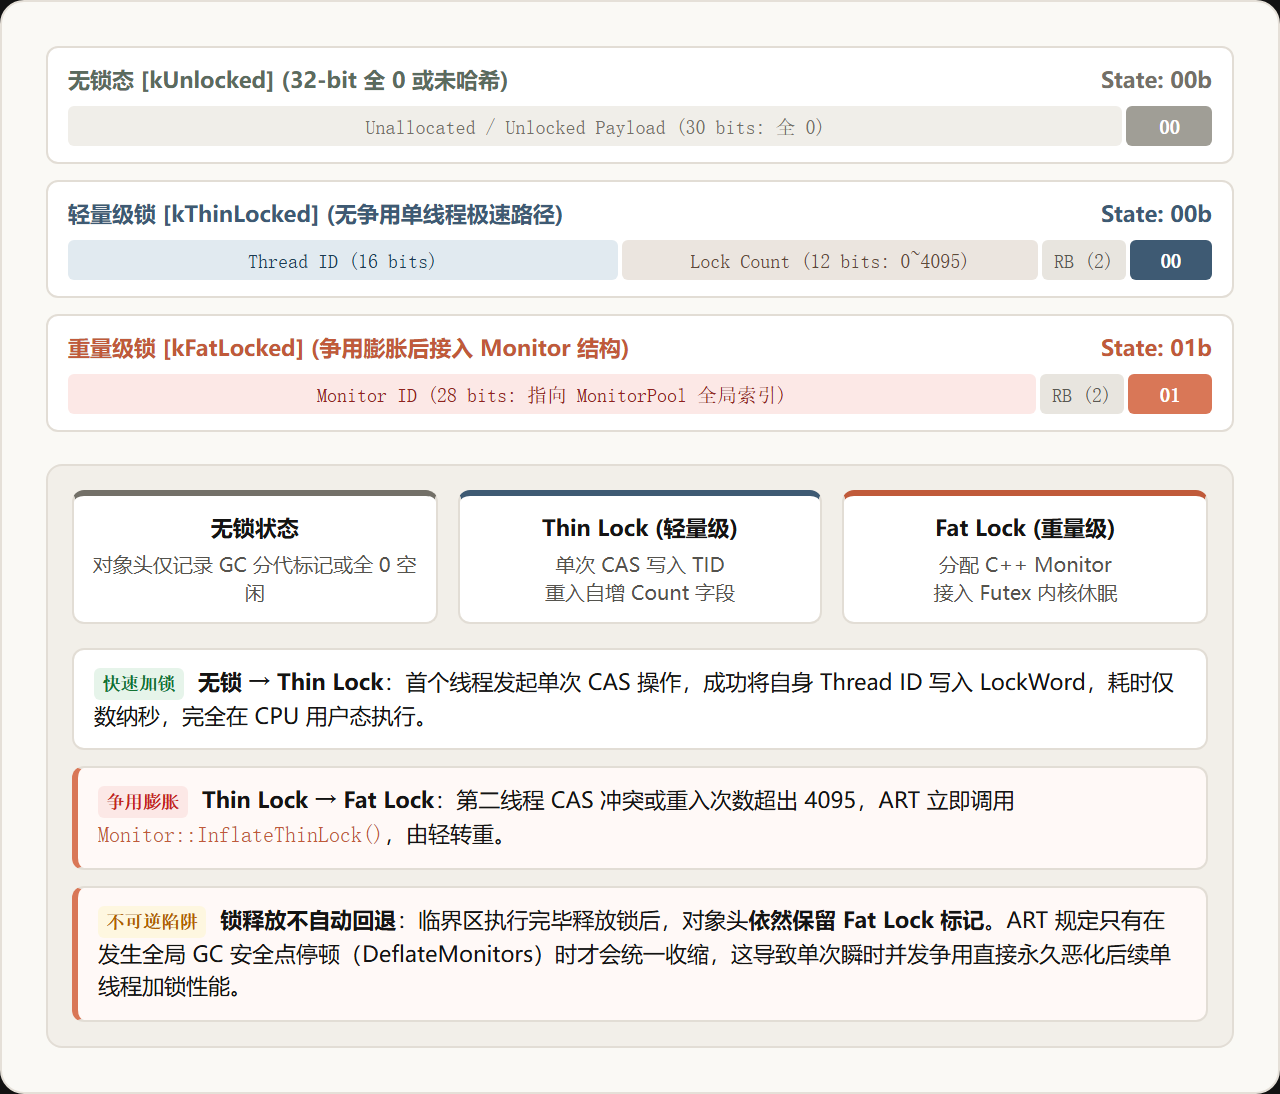 无锁态 [kUnlocked] (32-bit 全 0 或未哈希)
State: 00b
Unallocated / Unlocked Payload (30 bits: 全 0)
00
轻量级锁 [kThinLocked] (无争用单线程极速路径)
State: 00b
Thread ID (16 bits)
Lock Count (12 bits: 0~4095)
RB (2)
00
重量级锁 [kFatLocked] (争用膨胀后接入 Monitor 结构)
State: 01b
Monitor ID (28 bits: 指向 MonitorPool 全局索引)
RB (2)
01
无锁状态
对象头仅记录 GC 分代标记或全 0 空
闲
Thin Lock (轻量级)
单次 CAS 写入 TID
重入自增 Count 字段
Fat Lock (重量级)
分配 C++ Monitor
接入 Futex 内核休眠
快速加锁 无锁 → Thin Lock：首个线程发起单次 CAS 操作，成功将自身 Thread ID 写入 LockWord，耗时仅
数纳秒，完全在 CPU 用户态执行。
争用膨胀 Thin Lock → Fat Lock：第二线程 CAS 冲突或重入次数超出 4095，ART 立即调用
Monitor::InflateThinLock()，由轻转重。
不可逆陷阱 锁释放不自动回退：临界区执行完毕释放锁后，对象头依然保留 Fat Lock 标记。ART 规定只有在
发生全局 GC 安全点停顿（DeflateMonitors）时才会统一收缩，这导致单次瞬时并发争用直接永久恶化后续单
线程加锁性能。